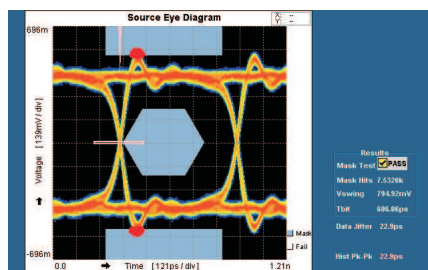 Source Eye Diagram
X: --
Y: --
696m
Voltage [139mV / div]
-696m
0.0
Time [121ps / div]
1.21n
Mask
Fail
Results
Mask Test PASS
Mask Hits 7.5320k
Vswing 794.92mV
Tbit 606.06ps
Data Jitter 22.9ps
Hist Pk-Pk 22.9ps